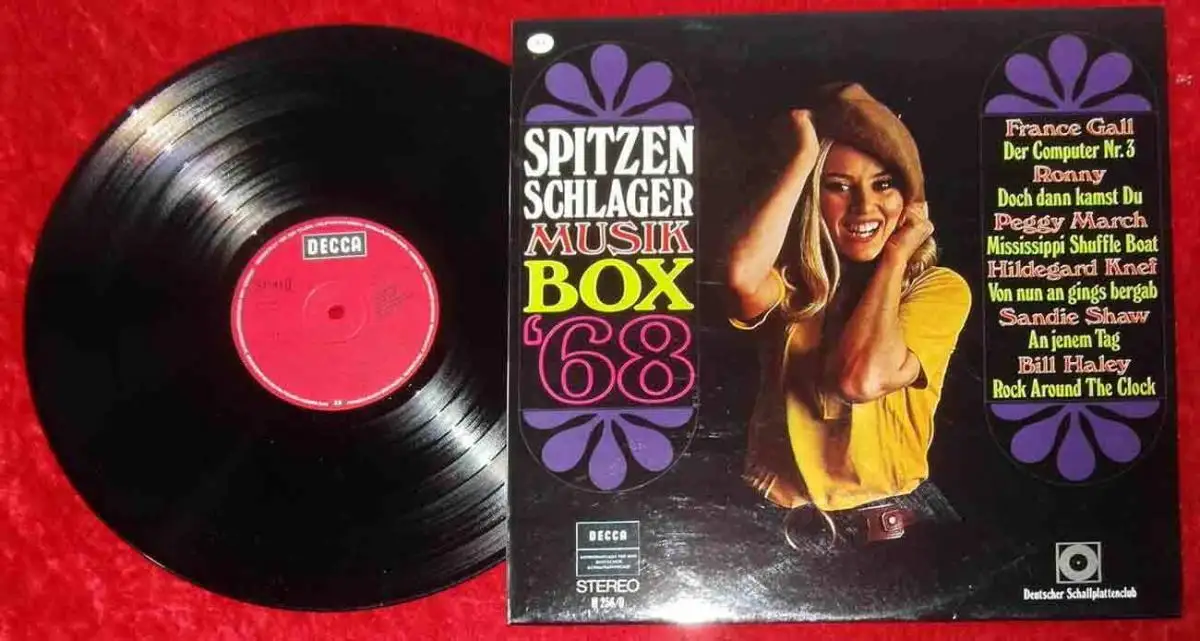 DECCA
SPITZEN
SCHLAGER
MUSIK
BOX
'68
France Gall
Der Computer Nr. 3
Ronny
Doch dann kamst Du
Peggy March
Mississippi Shuffle Boat
Hildegard Knef
Von nun an gings bergab
Sandie Shaw
An jenem Tag
Bill Haley
Rock Around The Clock
DECCA
STEREO
Deutscher Schallplattenclub